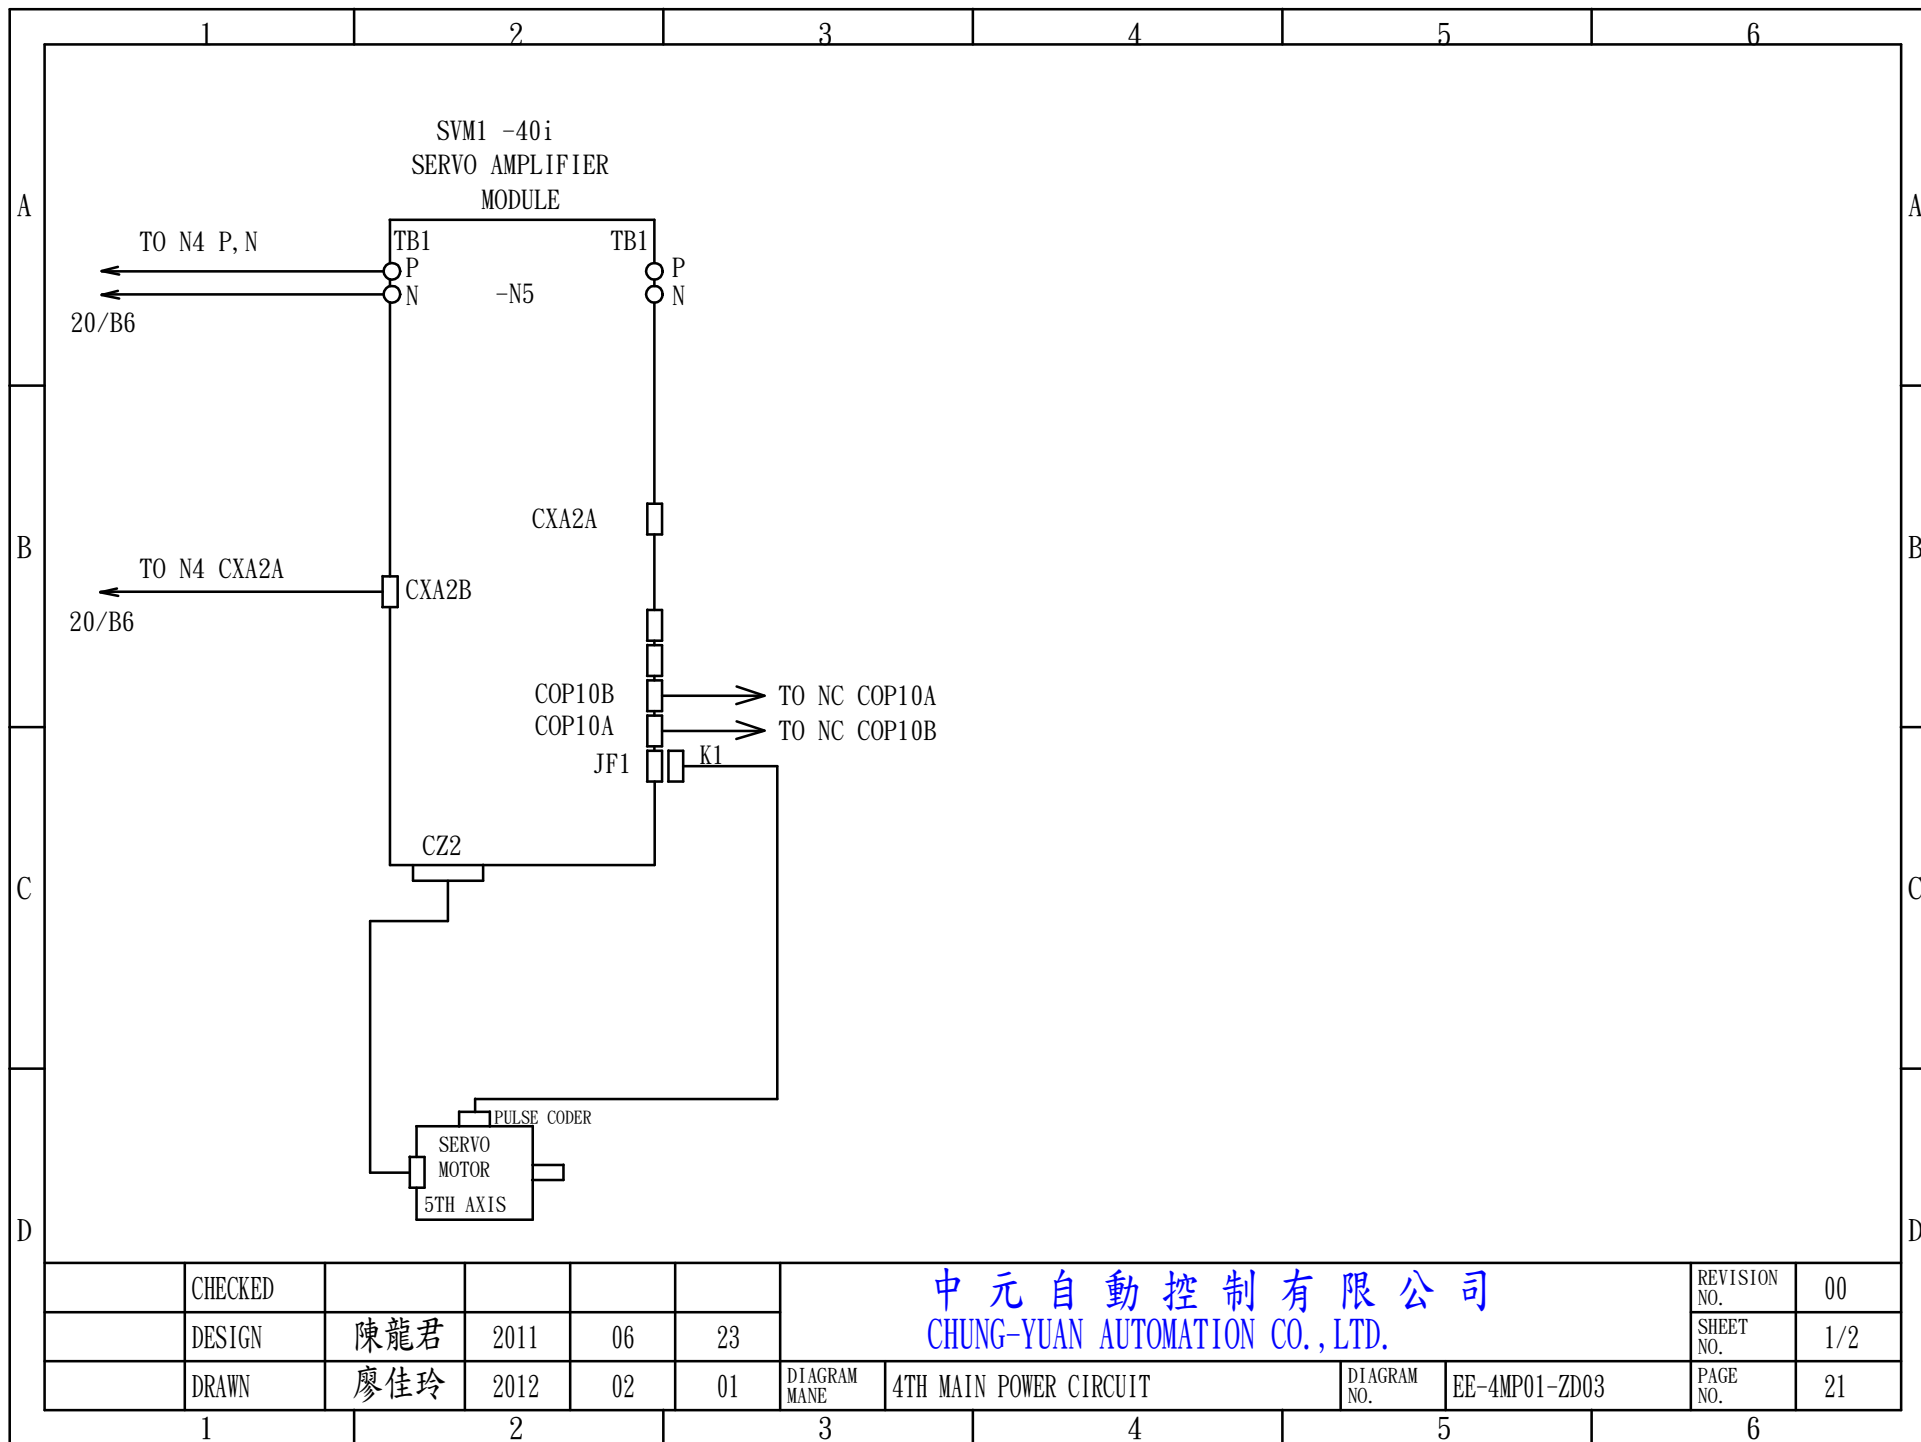 1 2 3 4 5 6
SVM1 -40i
SERVO AMPLIFIER
MODULE
A A
TO N4 P,N
TB1 TB1
P P
N -N5 N
20/B6
CXA2A
B B
TO N4 CXA2A
CXA2B
20/B6
COP10B TO NC COP10A
COP10A TO NC COP10B
JF1 K1
CZ2
C C
PULSE CODER
SERVO
MOTOR
5TH AXIS
D D
CHECKED
中元自動控制有限公司
REVISION NO. 00
DESIGN 陳龍君 2011 06 23
CHUNG-YUAN AUTOMATION CO.,LTD.
SHEET NO. 1/2
DRAWN 廖佳玲 2012 02 01
DIAGRAM MANE 4TH MAIN POWER CIRCUIT
DIAGRAM NO. EE-4MP01-ZD03
PAGE NO. 21
1 2 3 4 5 6